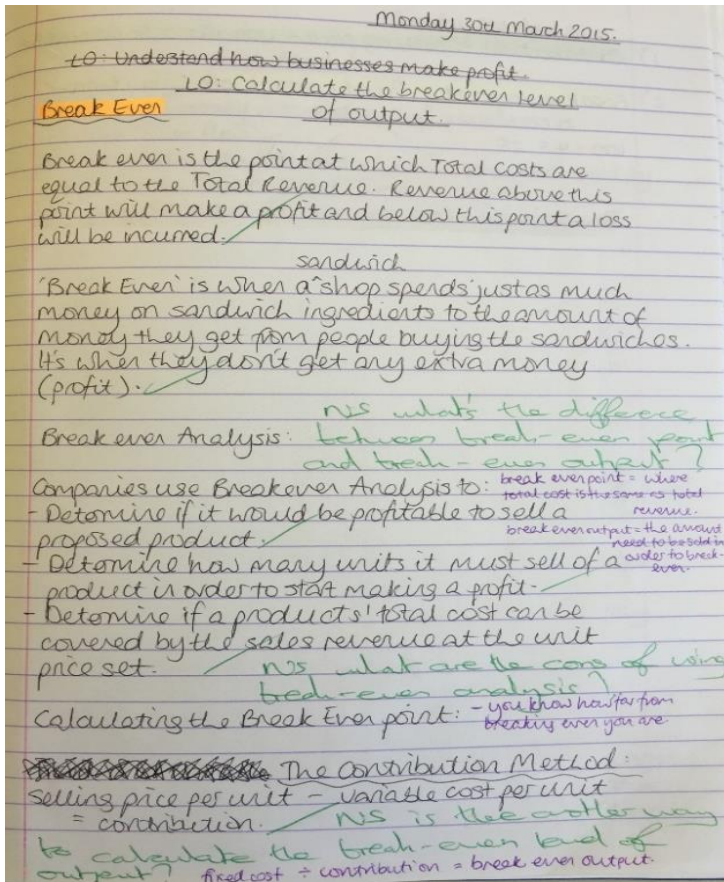 Monday 30th March 2015.
LO: Understand how businesses make profit.
LO: Calculate the breakeven level
Break Even
of output.
Break even is the point at which Total Costs are
equal to the Total Revenue. Revenue above this
point will make a profit and below this point a loss
will be incurred.
sandwich
'Break Even' is when a ^ shop spends just as much
money on sandwich ingredients to the amount of
money they get from people buying the sandwiches.
It's when they don't get any extra money
(profit).
NS what's the difference
Break even Analysis: between break-even point
and break-even output?
Companies use Breakeven Analysis to: break even point = where
total cost is the same as total
- Determine if it would be profitable to sell a revenue.
proposed product. break even output = the amount
need to be sold in
- Determine how many units it must sell of a order to break-
even.
product in order to start making a profit.
- Determine if a products' total cost can be
covered by the sales revenue at the unit
price set. NS what are the cons of using
break-even analysis?
Calculating the Break Even point: - you know how far from
breaking even you are
The Contribution Method:
Selling price per unit - variable cost per unit
= contribution. NS is there another way
to calculate the break-even level of
output? fixed cost ÷ contribution = break even output.